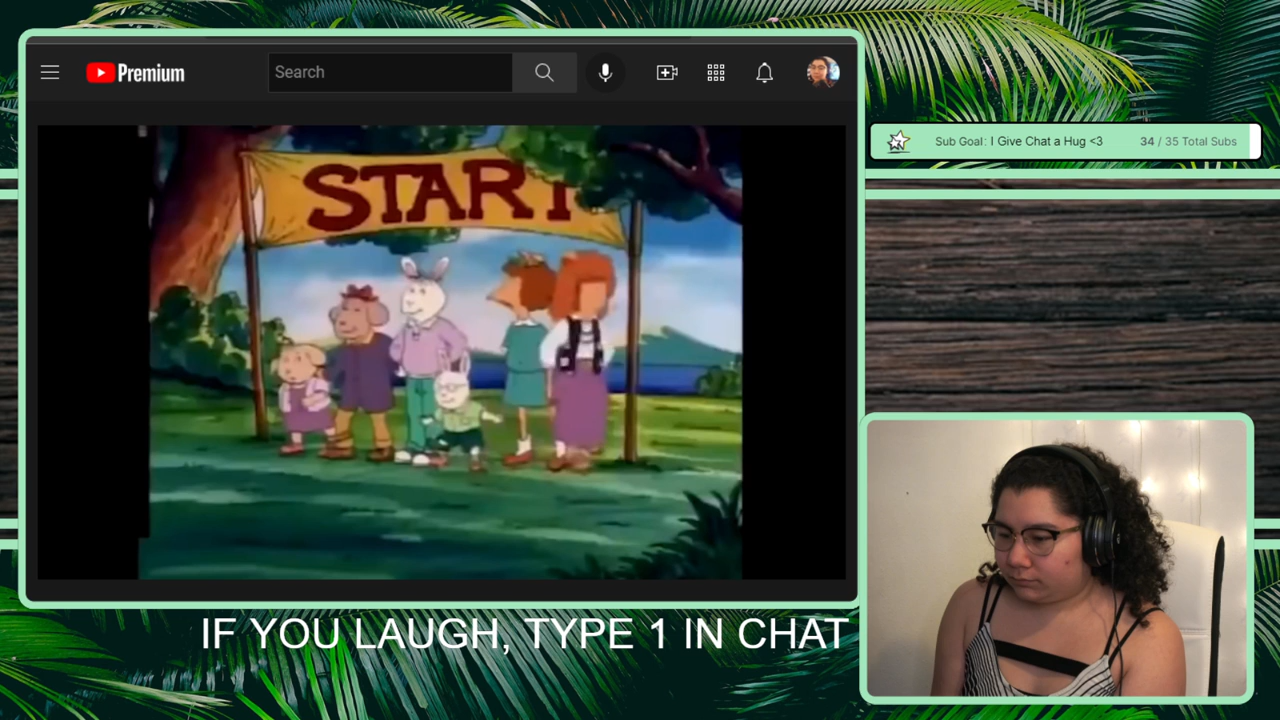 Premium
Search
START
Sub Goal: I Give Chat a Hug <3 34 / 35 Total Subs
IF YOU LAUGH, TYPE 1 IN CHAT